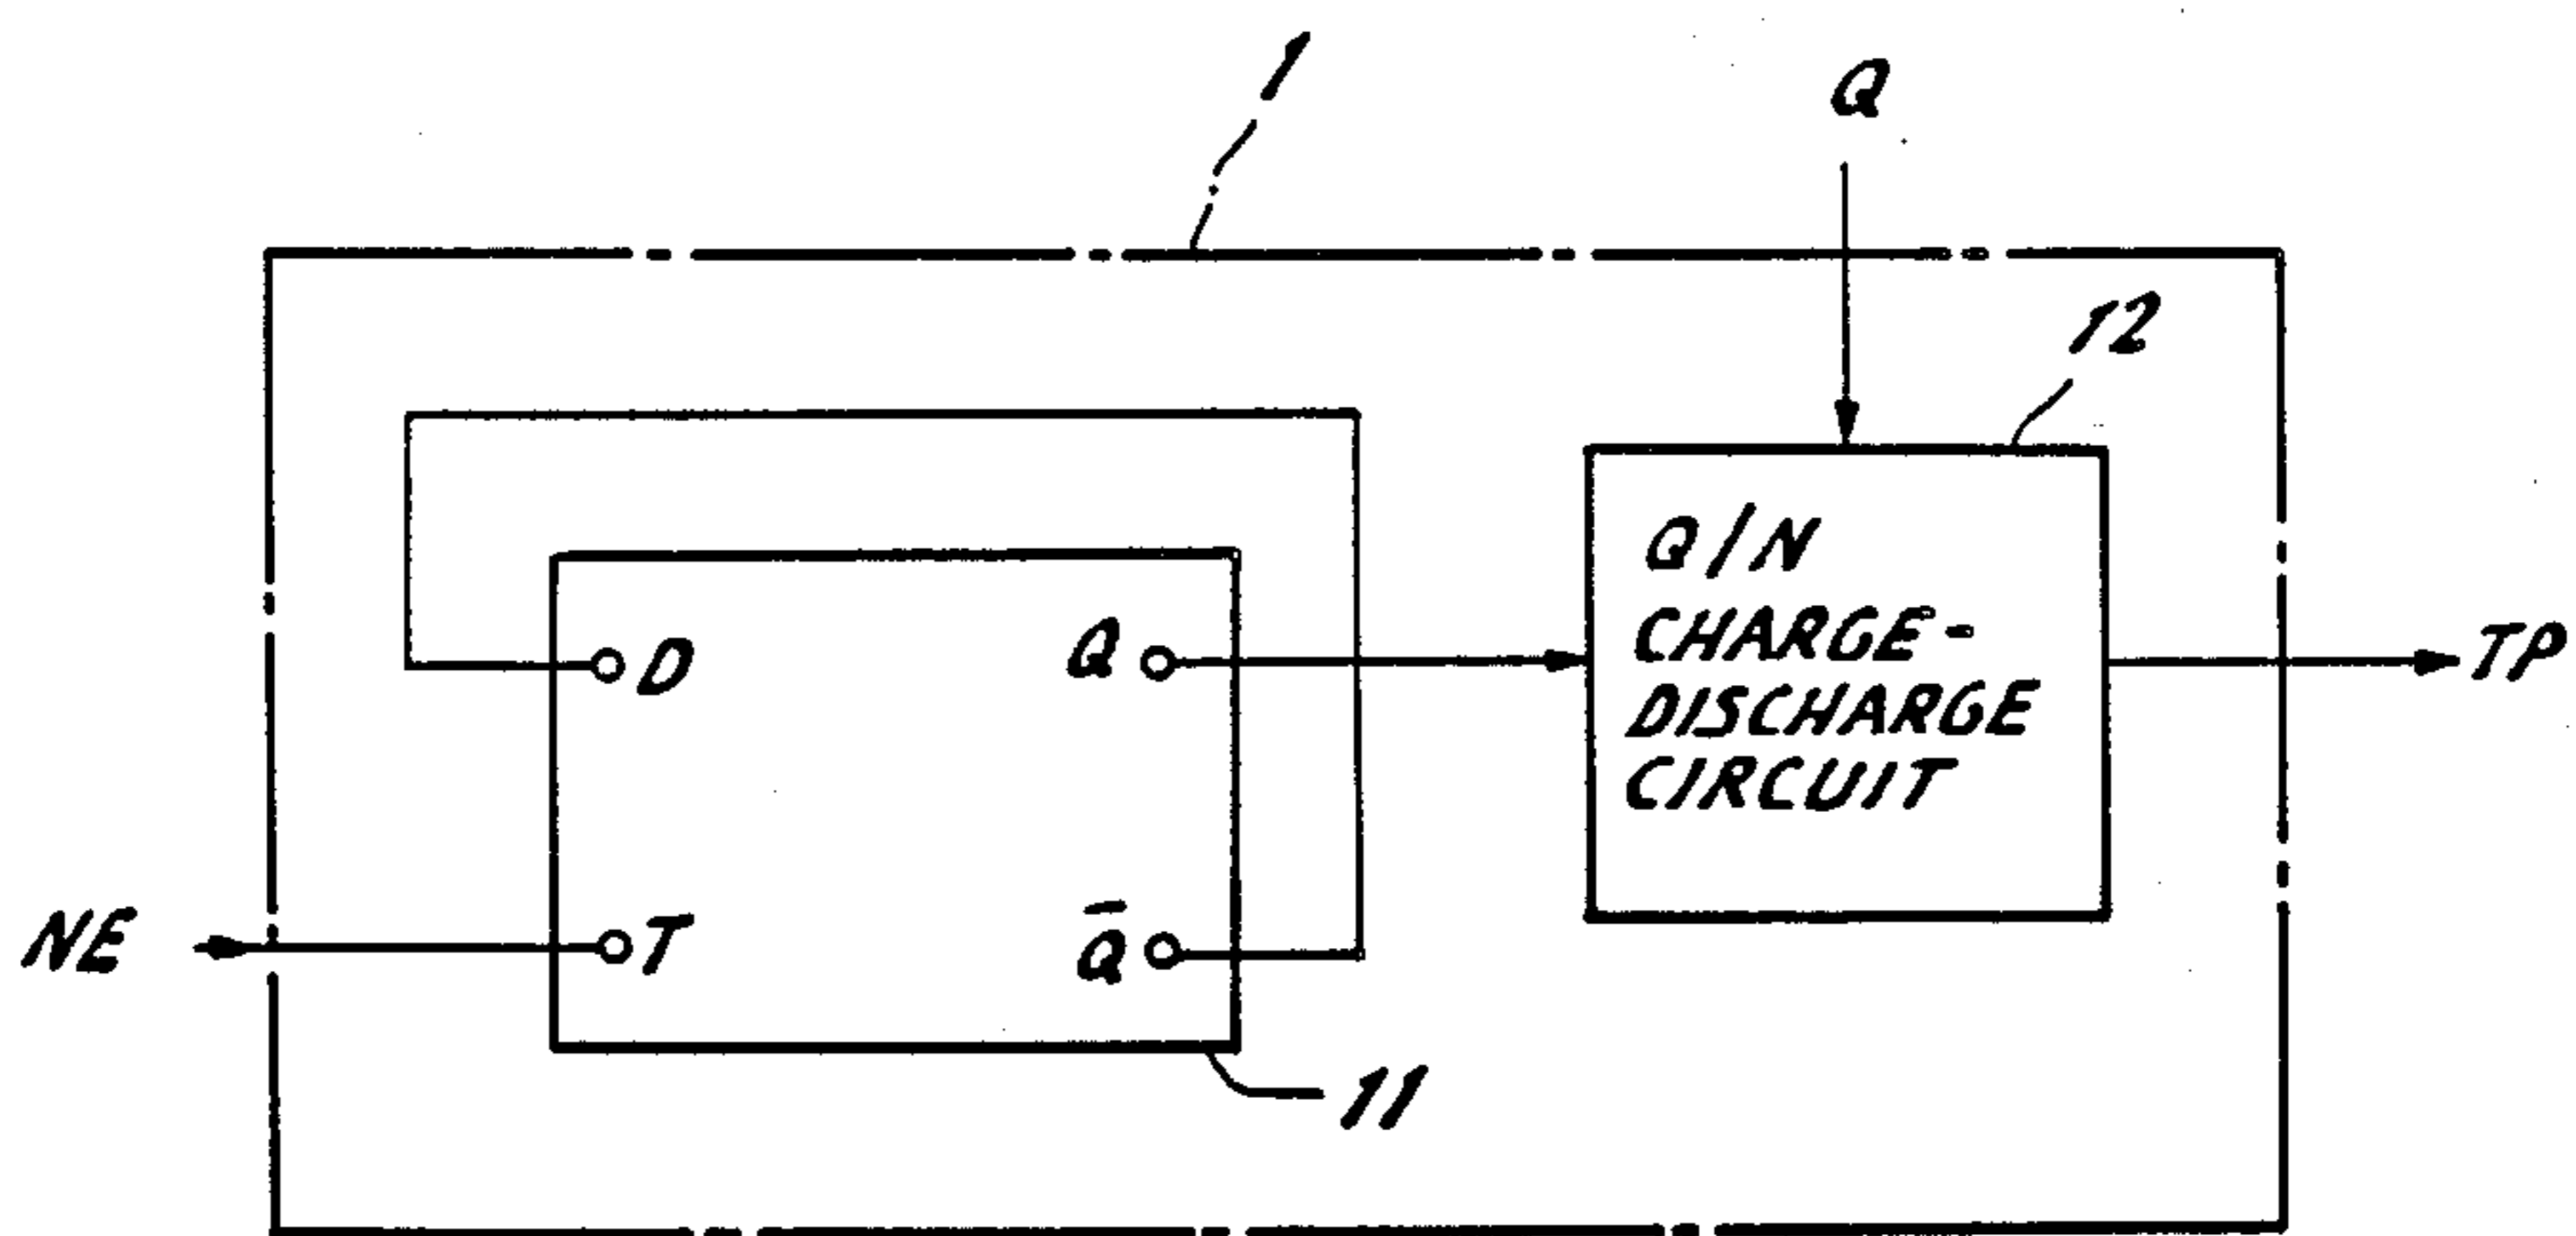 1
Q
12
Q/N
CHARGE-
DISCHARGE
CIRCUIT
D
Q
TP
NE
T
Q̄
11